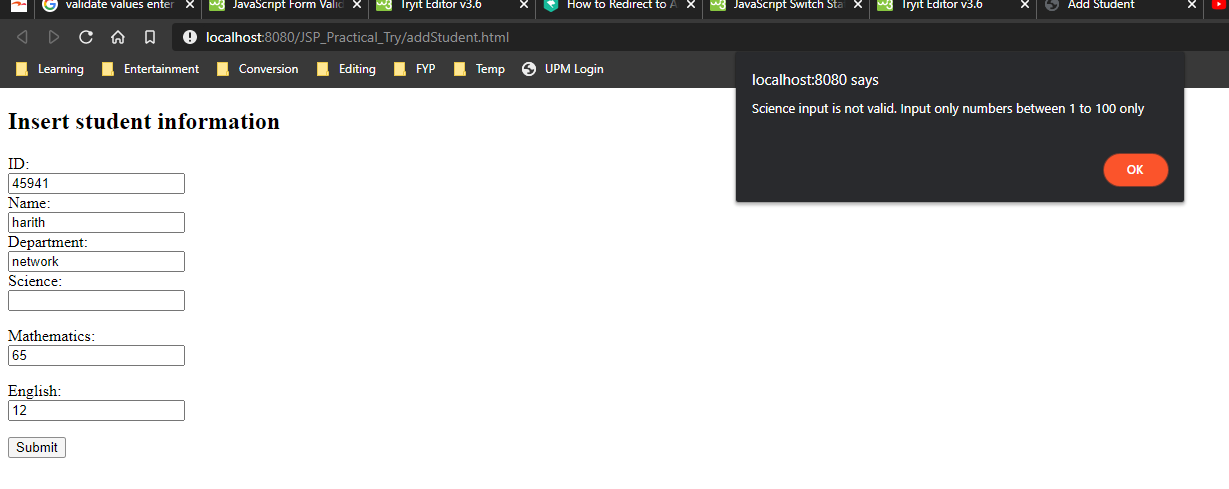 validate values enter
JavaScript Form Valid
Tryit Editor v3.6
How to Redirect to A
JavaScript Switch Sta
Tryit Editor v3.6
Add Student
localhost:8080/JSP_Practical_Try/addStudent.html
Learning
Entertainment
Conversion
Editing
FYP
Temp
UPM Login
localhost:8080 says
Science input is not valid. Input only numbers between 1 to 100 only
OK
Insert student information
ID:
45941
Name:
harith
Department:
network
Science:
Mathematics:
65
English:
12
Submit